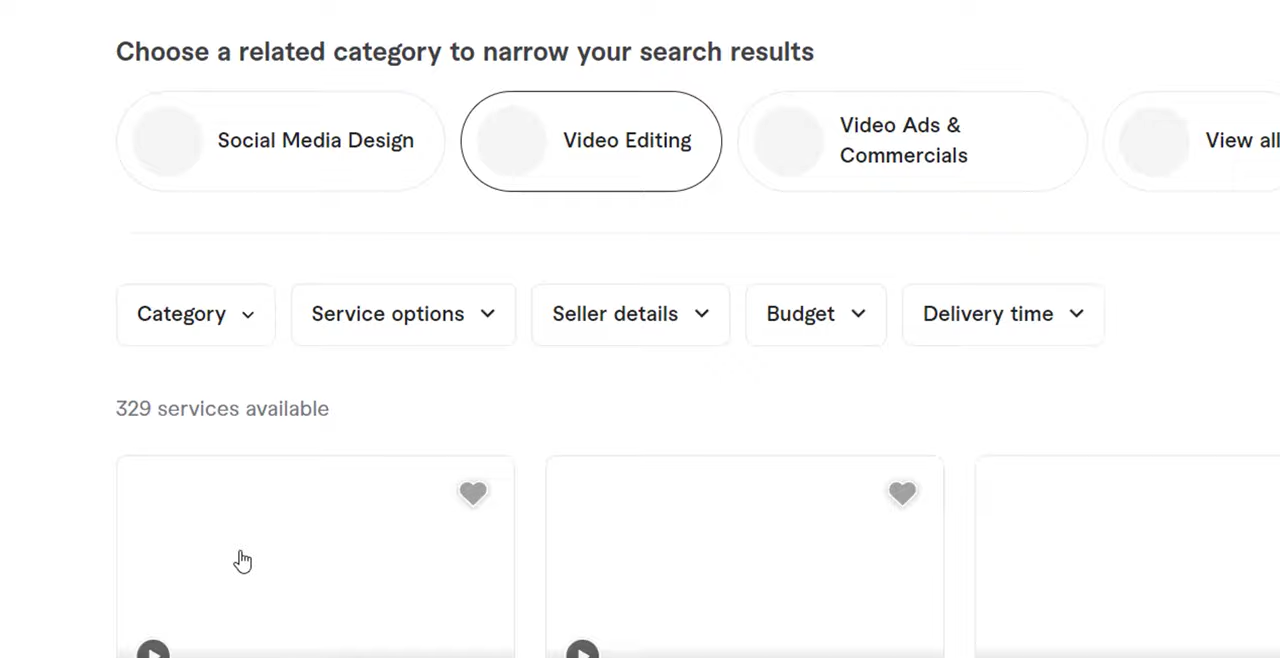 Choose a related category to narrow your search results
Social Media Design
Video Editing
Video Ads &
Commercials
View all
Category
Service options
Seller details
Budget
Delivery time
329 services available